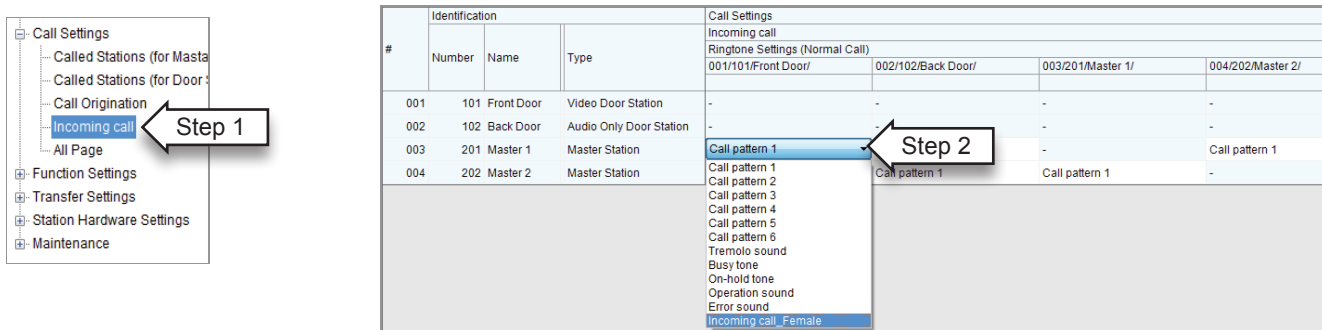 Call Settings
Called Stations (for Masta
Called Stations (for Door
Call Origination
Incoming call
Step 1
All Page
Function Settings
Transfer Settings
Station Hardware Settings
Maintenance
Identification Call Settings
Incoming call
# Number Name Type Ringtone Settings (Normal Call)
001/101/Front Door/ 002/102/Back Door/ 003/201/Master 1/ 004/202/Master 2/
001 101 Front Door Video Door Station - - - -
002 102 Back Door Audio Only Door Station - - - -
003 201 Master 1 Master Station Call pattern 1 Step 2 - Call pattern 1
004 202 Master 2 Master Station Call pattern 1 Call pattern 1 Call pattern 1 -
Call pattern 2
Call pattern 3
Call pattern 4
Call pattern 5
Call pattern 6
Tremolo sound
Busy tone
On-hold tone
Operation sound
Error sound
Incoming call_Female